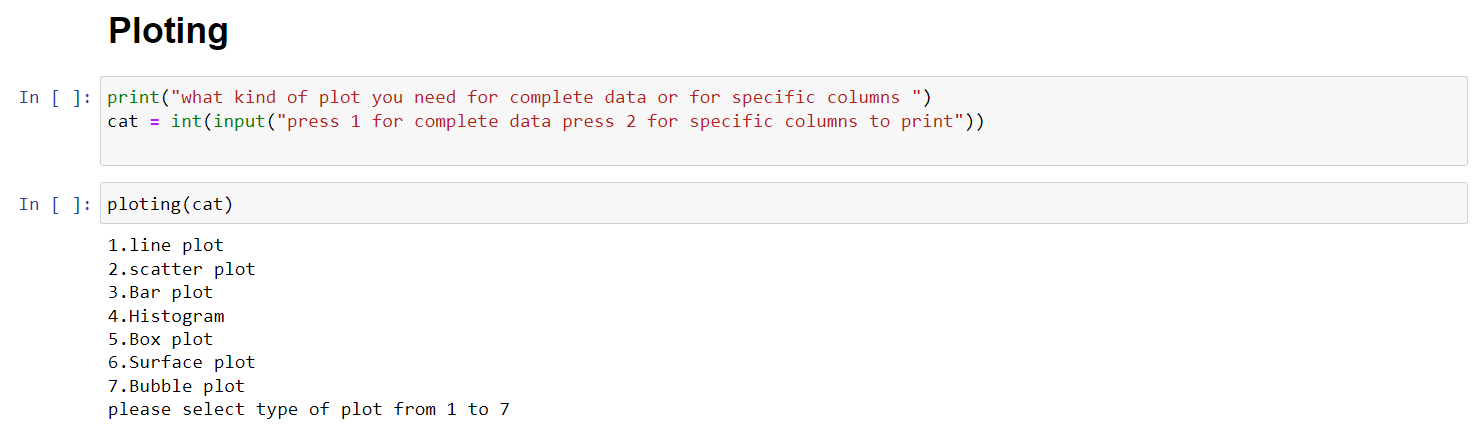 Ploting
In [ ]: print("what kind of plot you need for complete data or for specific columns ")
cat = int(input("press 1 for complete data press 2 for specific columns to print"))
In [ ]: ploting(cat)
1.line plot
2.scatter plot
3.Bar plot
4.Histogram
5.Box plot
6.Surface plot
7.Bubble plot
please select type of plot from 1 to 7